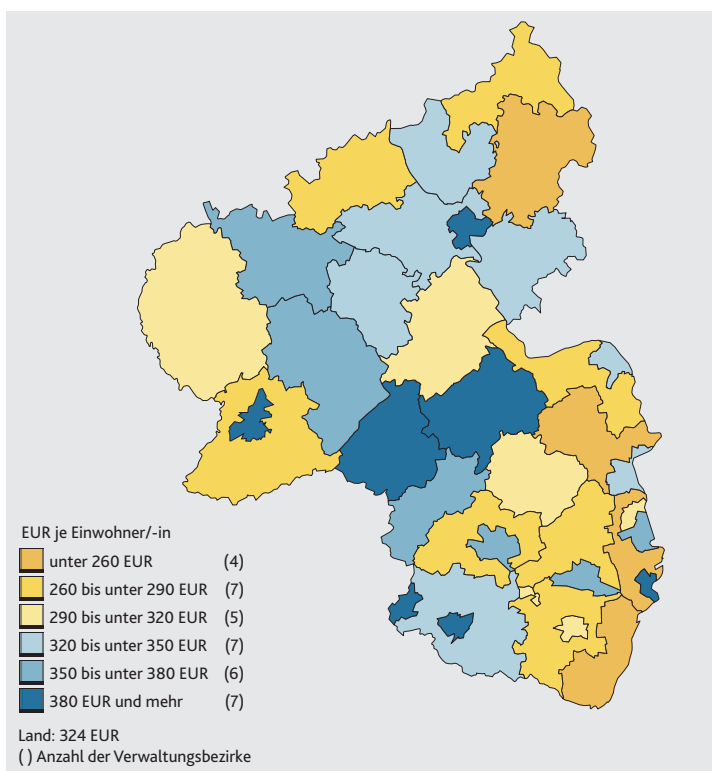 EUR je Einwohner/-in
unter 260 EUR (4)
260 bis unter 290 EUR (7)
290 bis unter 320 EUR (5)
320 bis unter 350 EUR (7)
350 bis unter 380 EUR (6)
380 EUR und mehr (7)
Land: 324 EUR
( ) Anzahl der Verwaltungsbezirke